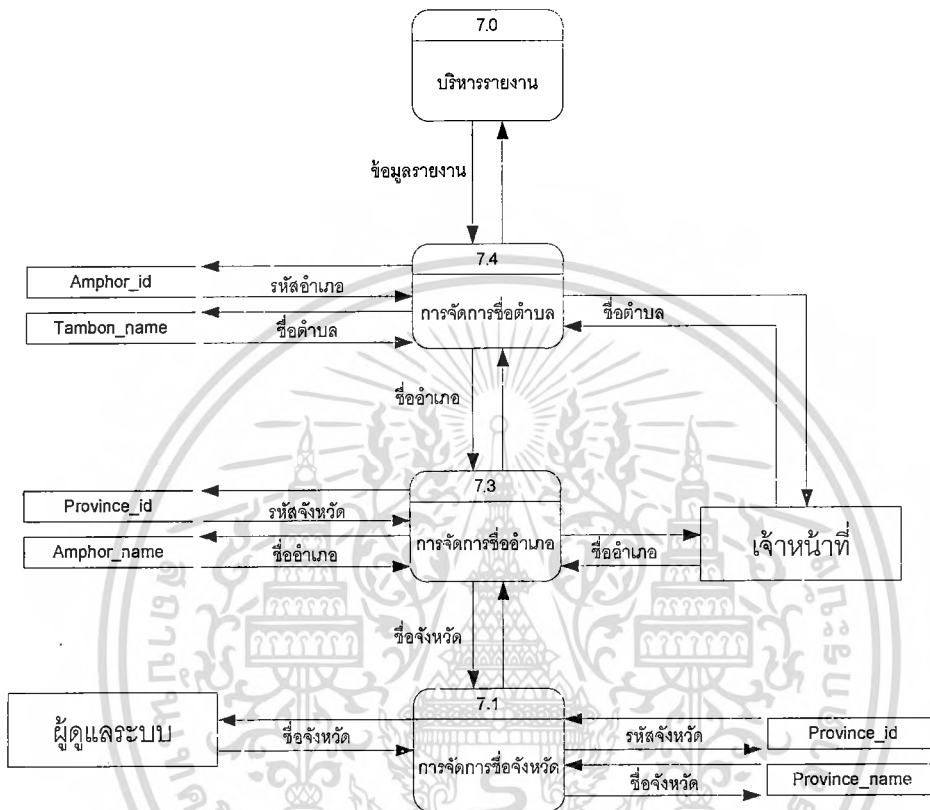 7.0
บริหารรายงาน
ข้อมูลรายงาน
7.4
การจัดการชื่อตำบล
Amphor_id
รหัสอำเภอ
Tambon_name
ชื่อตำบล
ชื่อตำบล
ชื่ออำเภอ
7.3
การจัดการชื่ออำเภอ
Province_id
รหัสจังหวัด
Amphor_name
ชื่ออำเภอ
ชื่ออำเภอ
เจ้าหน้าที่
ชื่อจังหวัด
7.1
การจัดการชื่อจังหวัด
ผู้ดูแลระบบ
ชื่อจังหวัด
รหัสจังหวัด
Province_id
ชื่อจังหวัด
Province_name